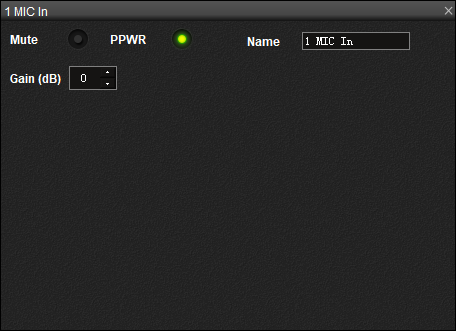 1 MIC In
Mute PPWR Name 1 MIC In
Gain (dB) 0